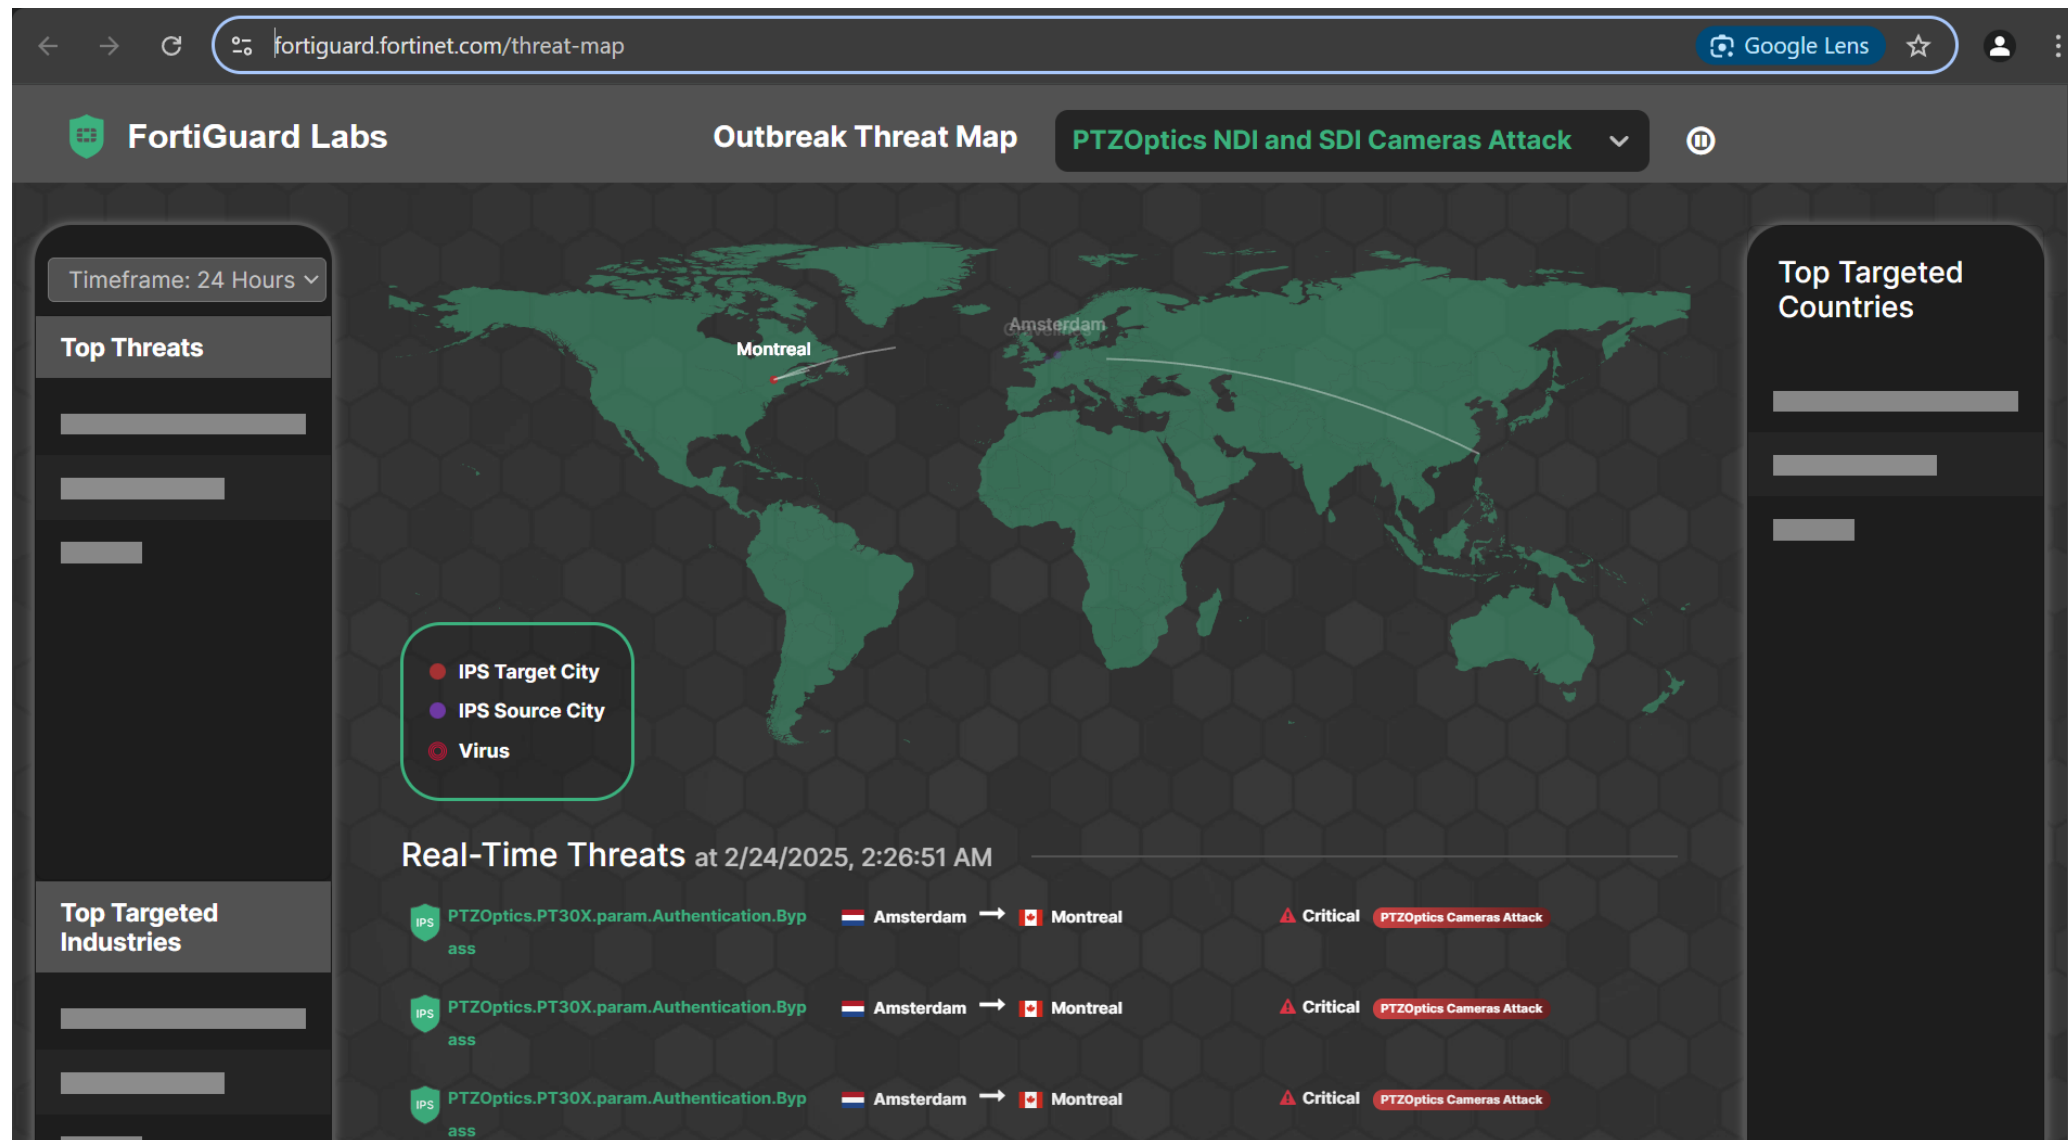 fortiguard.fortinet.com/threat-map
Google Lens
FortiGuard Labs
Outbreak Threat Map
PTZOptics NDI and SDI Cameras Attack
Timeframe: 24 Hours
Top Threats
Top Targeted
Industries
Amsterdam
Montreal
IPS Target City
IPS Source City
Virus
Top Targeted
Countries
Real-Time Threats at 2/24/2025, 2:26:51 AM
IPS PTZOptics.PT30X.param.Authentication.Byp Amsterdam → Montreal Critical PTZOptics Cameras Attack
ass
IPS PTZOptics.PT30X.param.Authentication.Byp Amsterdam → Montreal Critical PTZOptics Cameras Attack
ass
IPS PTZOptics.PT30X.param.Authentication.Byp Amsterdam → Montreal Critical PTZOptics Cameras Attack
ass